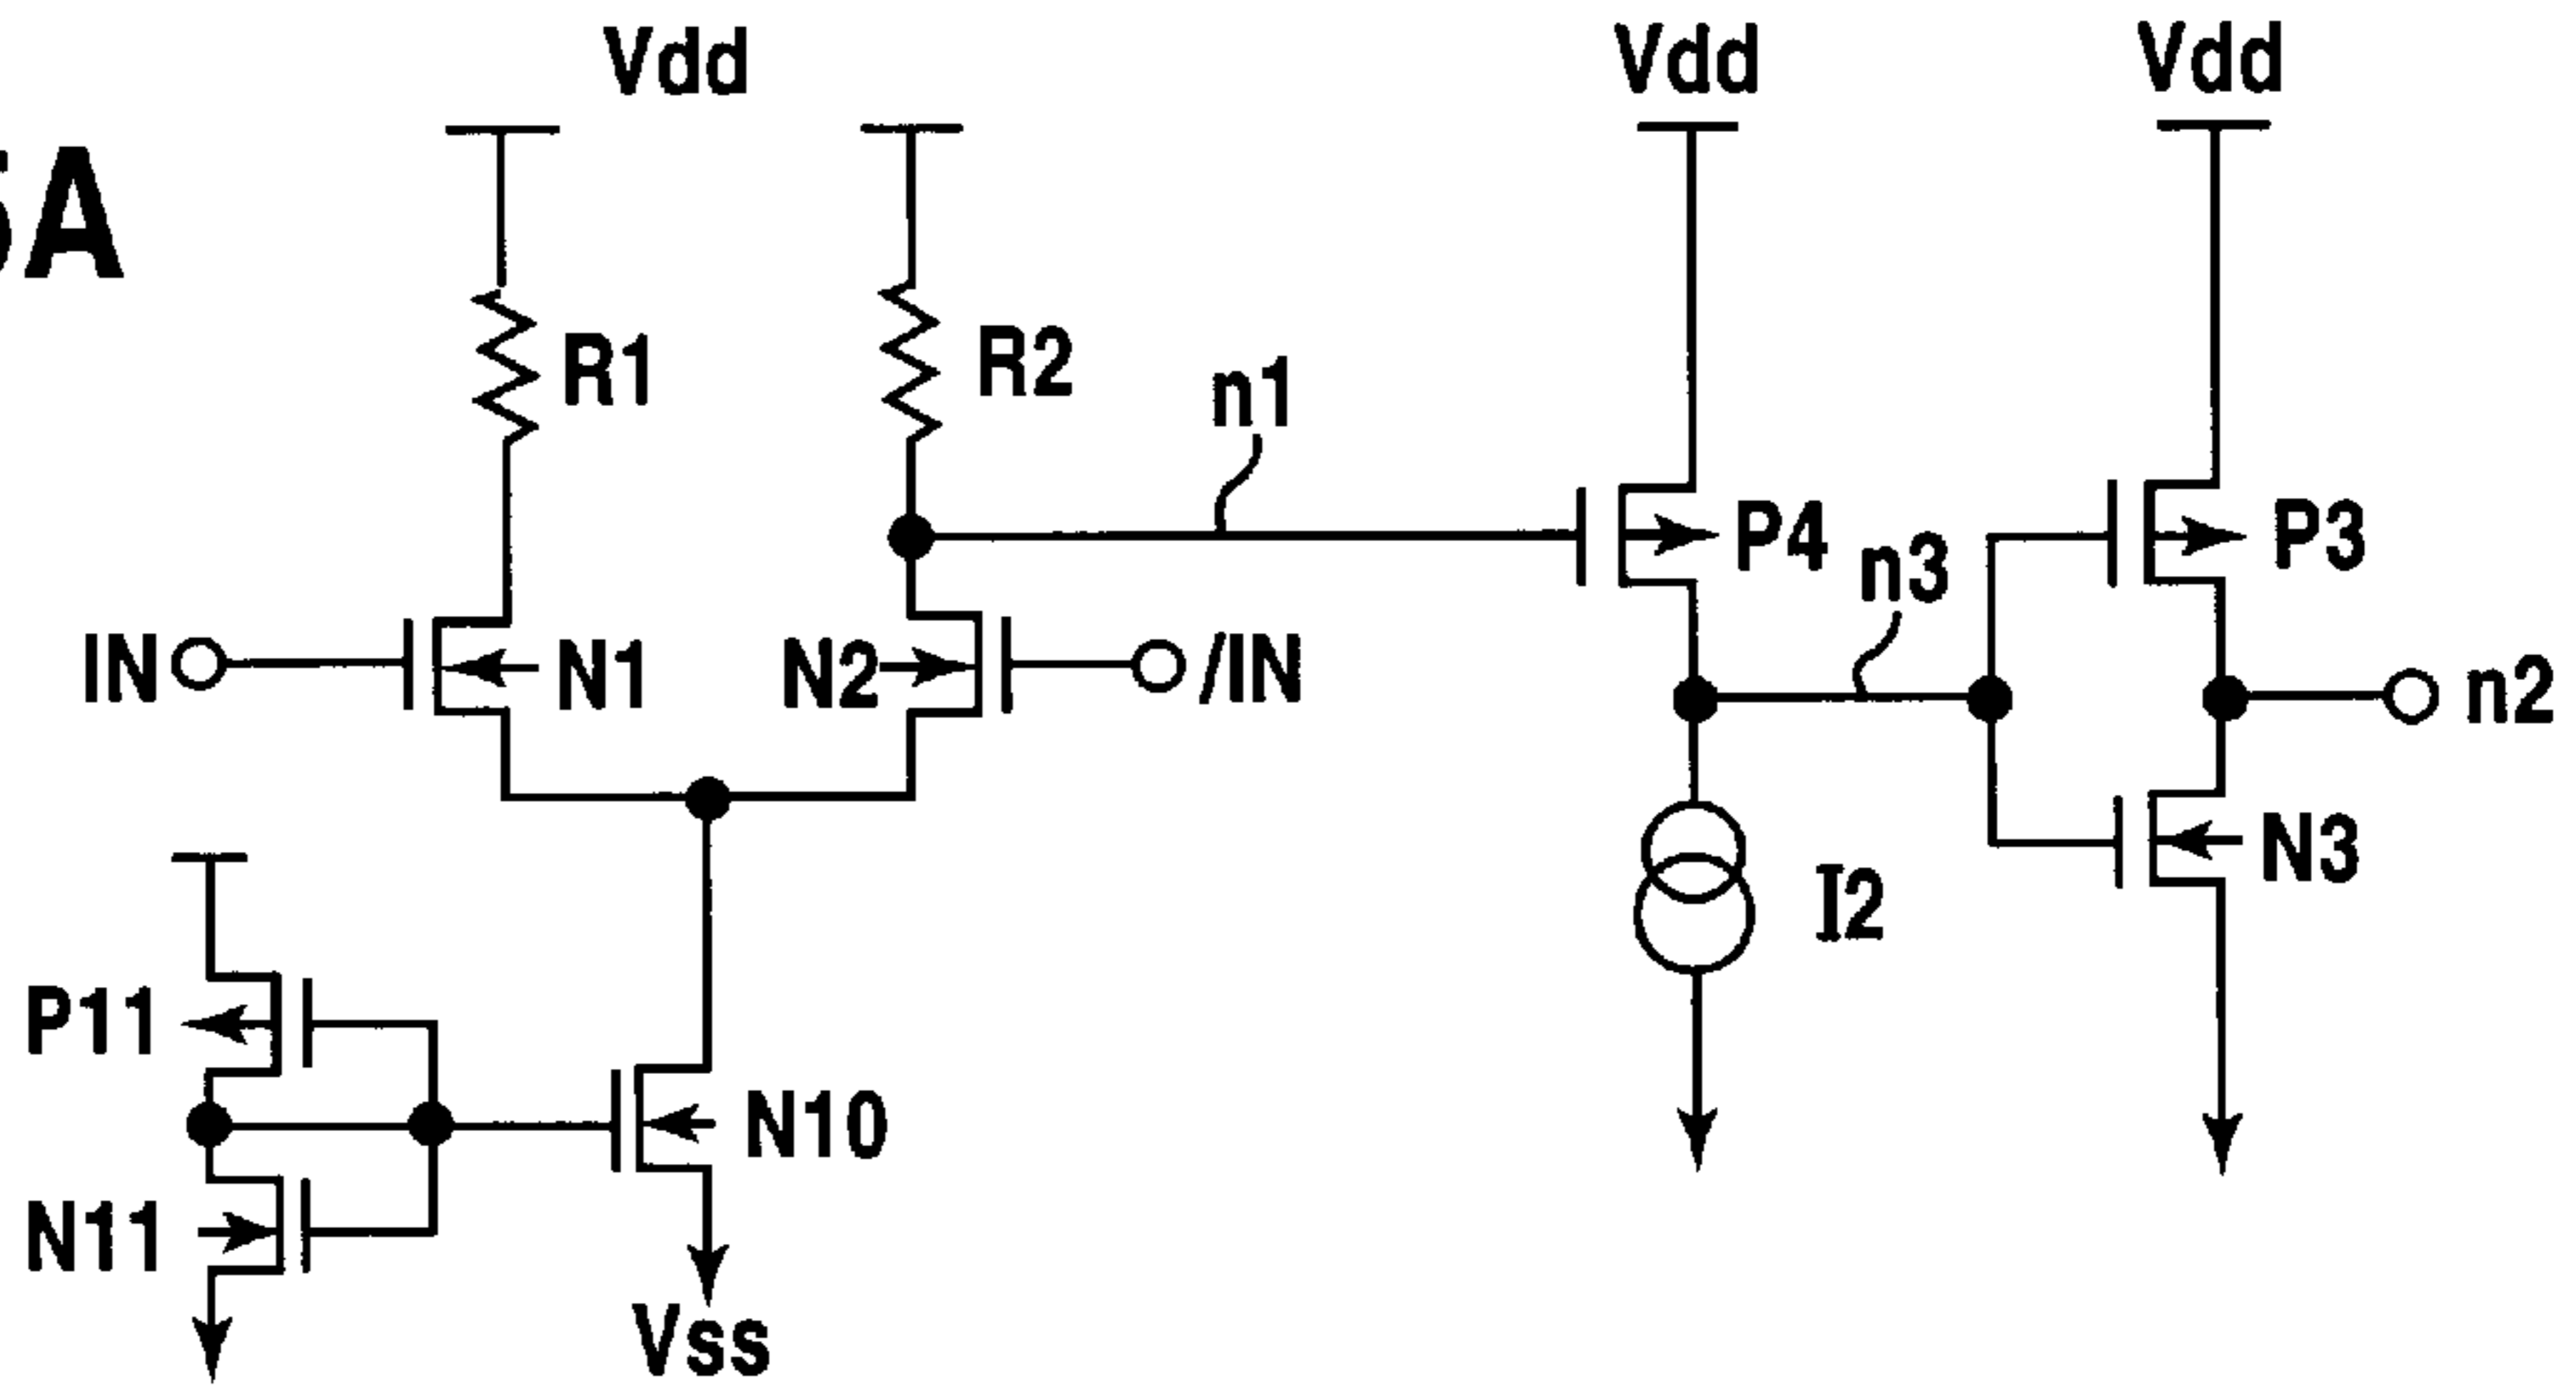 Vdd
Vdd
Vdd
5A
R1
R2
n1
P4
n3
P3
IN
N1
N2
/IN
n2
I2
N3
P11
N10
N11
Vss